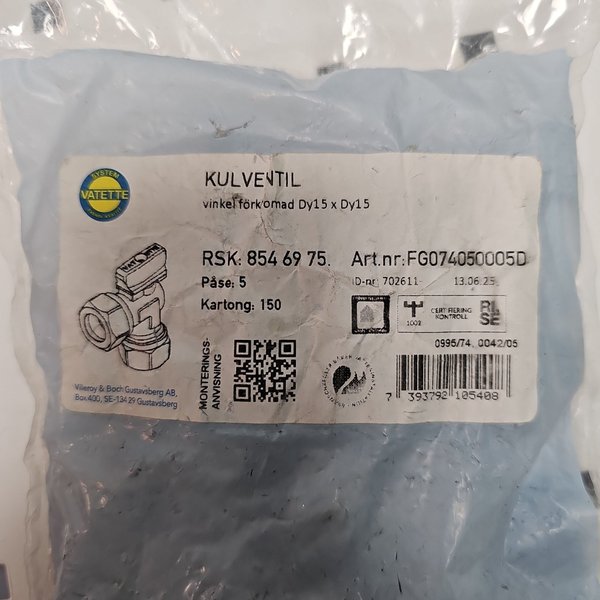 SYSTEM
VATETTE
KULVENTIL
vinkel förkromad Dy15 x Dy15
RSK: 854 69 75. Art.nr:FG074050005D
Påse: 5
ID-nr: 702611 13.06.25
Kartong: 150
1002
CERTIFIERING
KONTROLL
RI
SE
0995/74, 0042/05
MONTERINGS-
ANVISNING
Villeroy & Boch Gustavsberg AB,
Box 400, SE-134 29 Gustavsberg
7 393792 105408